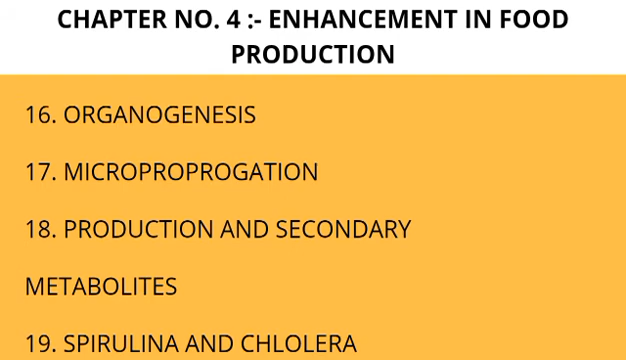 CHAPTER NO. 4 :- ENHANCEMENT IN FOOD
PRODUCTION
16. ORGANOGENESIS
17. MICROPROPROGATION
18. PRODUCTION AND SECONDARY
METABOLITES
19. SPIRULINA AND CHLOLERA